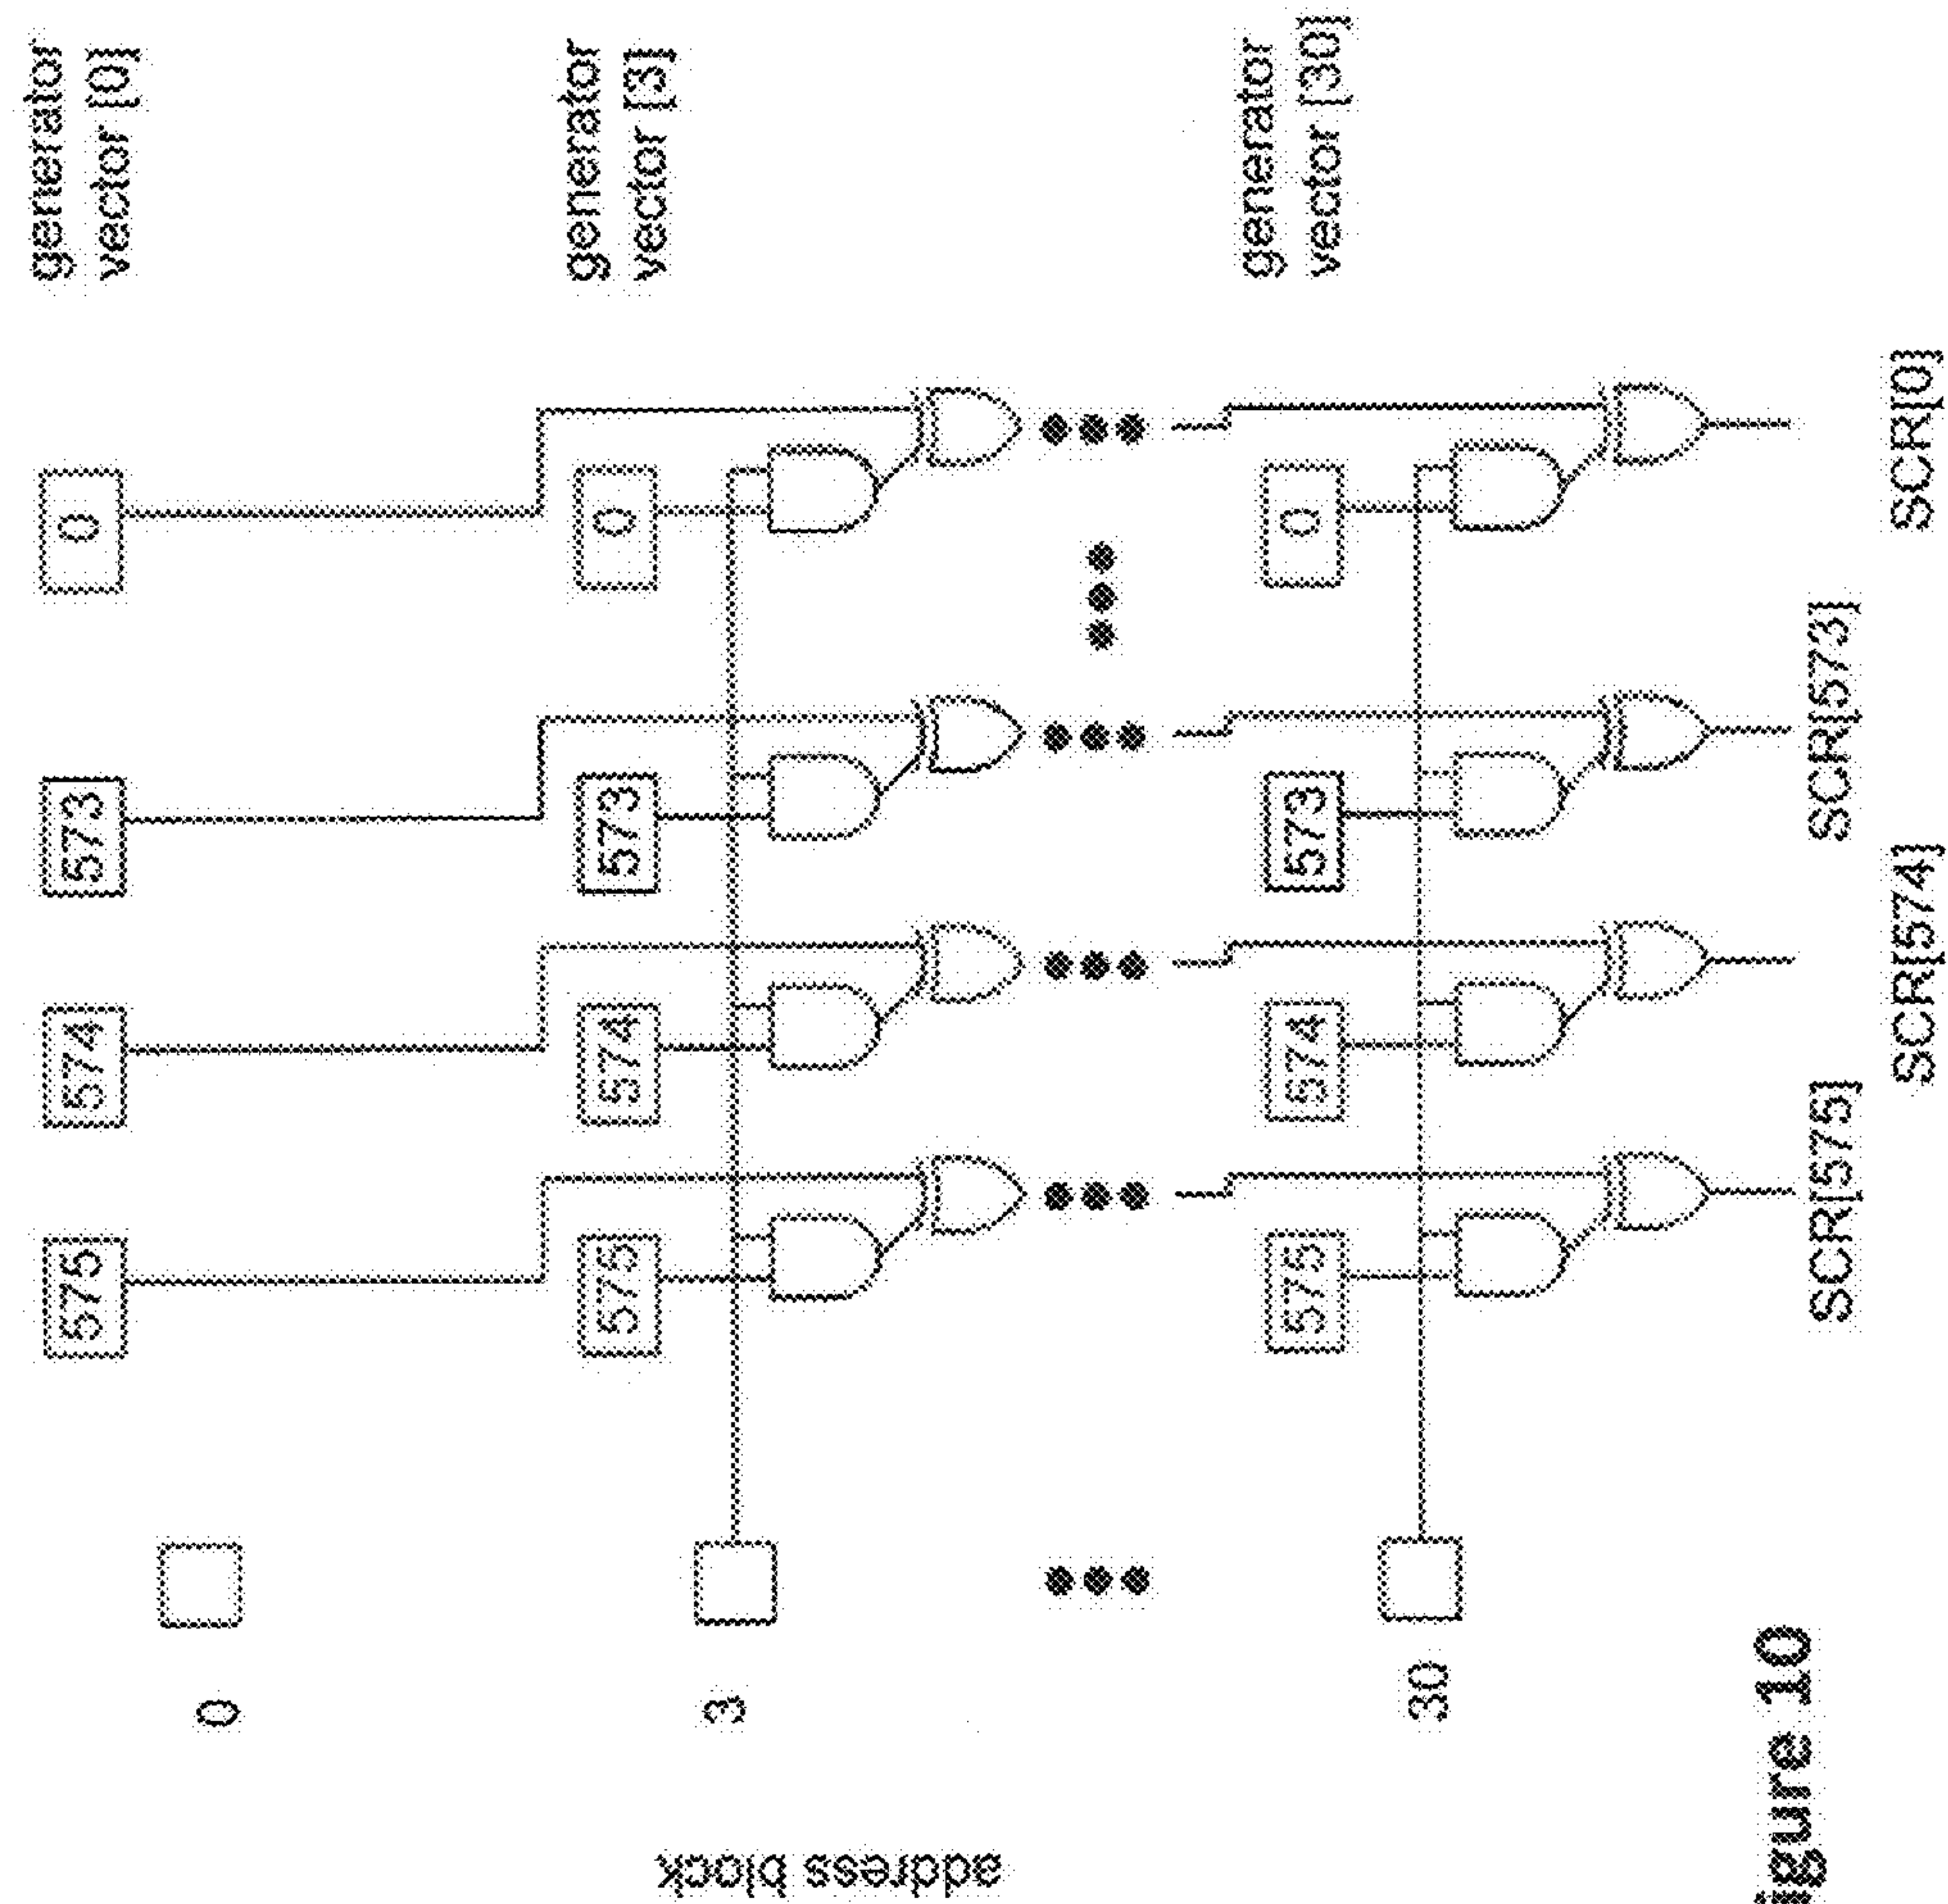 generator
vector [0]
575
574
573
0
0
generator
vector [3]
575
574
573
0
3
address block
generator
vector [30]
575
574
573
0
30
SCR[575]
SCR[574]
SCR[573]
SCR[0]
igure 10